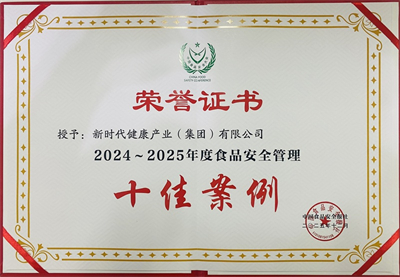 荣誉证书
授予：新时代健康产业（集团）有限公司
2024～2025年度食品安全管理
十佳案例